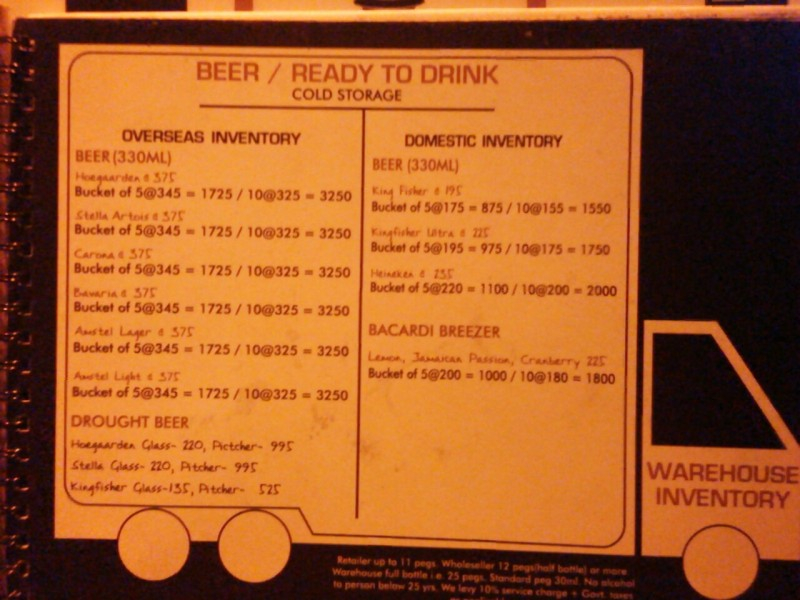 BEER / READY TO DRINK
COLD STORAGE
OVERSEAS INVENTORY
BEER (330ML)
Hoegaarden @ 375
Bucket of 5@345 = 1725 / 10@325 = 3250
Stella Artois @ 375
Bucket of 5@345 = 1725 / 10@325 = 3250
Carona @ 375
Bucket of 5@345 = 1725 / 10@325 = 3250
Bavaria @ 375
Bucket of 5@345 = 1725 / 10@325 = 3250
Amstel Lager @ 375
Bucket of 5@345 = 1725 / 10@325 = 3250
Amstel Light @ 375
Bucket of 5@345 = 1725 / 10@325 = 3250
DROUGHT BEER
Hoegaarden Glass- 220, Pictcher- 995
Stella Glass- 220, Pitcher- 995
Kingfisher Glass-135, Pitcher- 525
DOMESTIC INVENTORY
BEER (330ML)
King Fisher @ 195
Bucket of 5@175 = 875 / 10@155 = 1550
Kingfisher Ultra @ 225
Bucket of 5@195 = 975 / 10@175 = 1750
Heineken @ 235
Bucket of 5@220 = 1100 / 10@200 = 2000
BACARDI BREEZER
Lemon, Jamaican Passion, Cranberry 225
Bucket of 5@200 = 1000 / 10@180 = 1800
WAREHOUSE
INVENTORY
Retailer up to 11 pegs. Wholeseller 12 pegs(half bottle) or more.
Warehouse full bottle i.e. 25 pegs. Standard peg 30ml. No alcohol
to person below 25 yrs. We levy 10% service charge + Govt. taxes